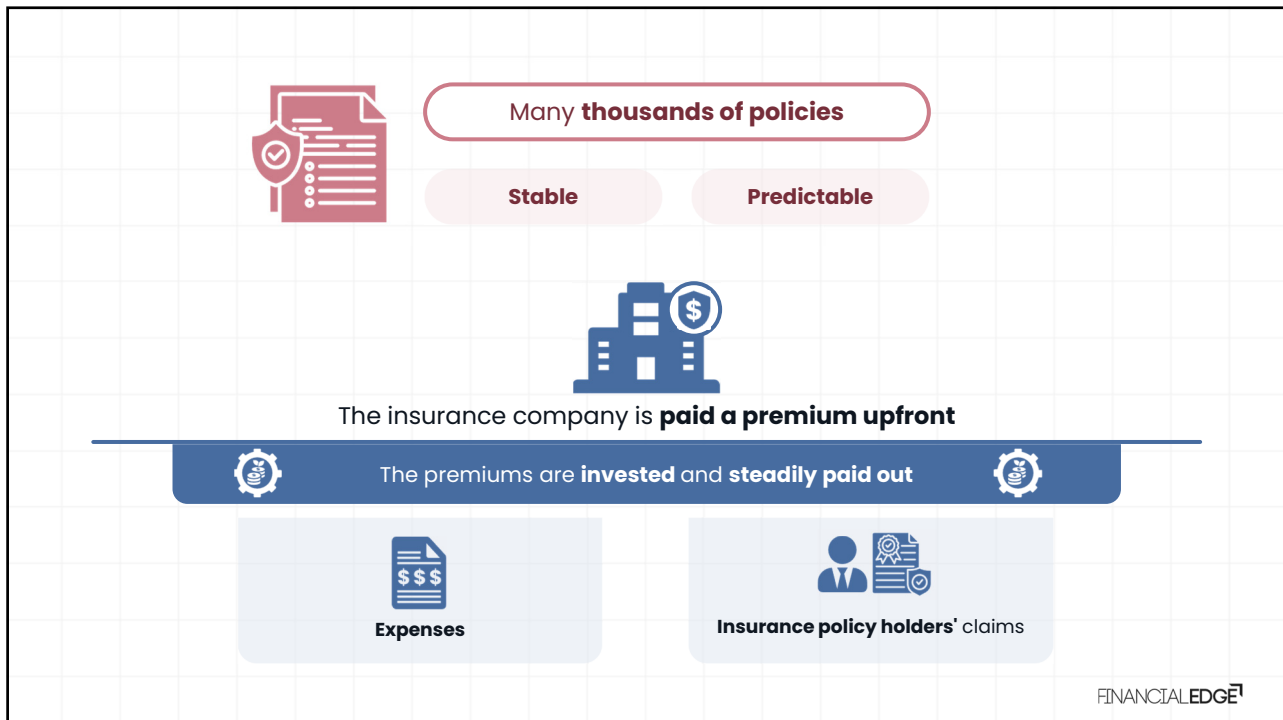 Many thousands of policies
Stable
Predictable
$
The insurance company is paid a premium upfront
The premiums are invested and steadily paid out
$$$
Expenses
Insurance policy holders' claims
FINANCIALEDGE